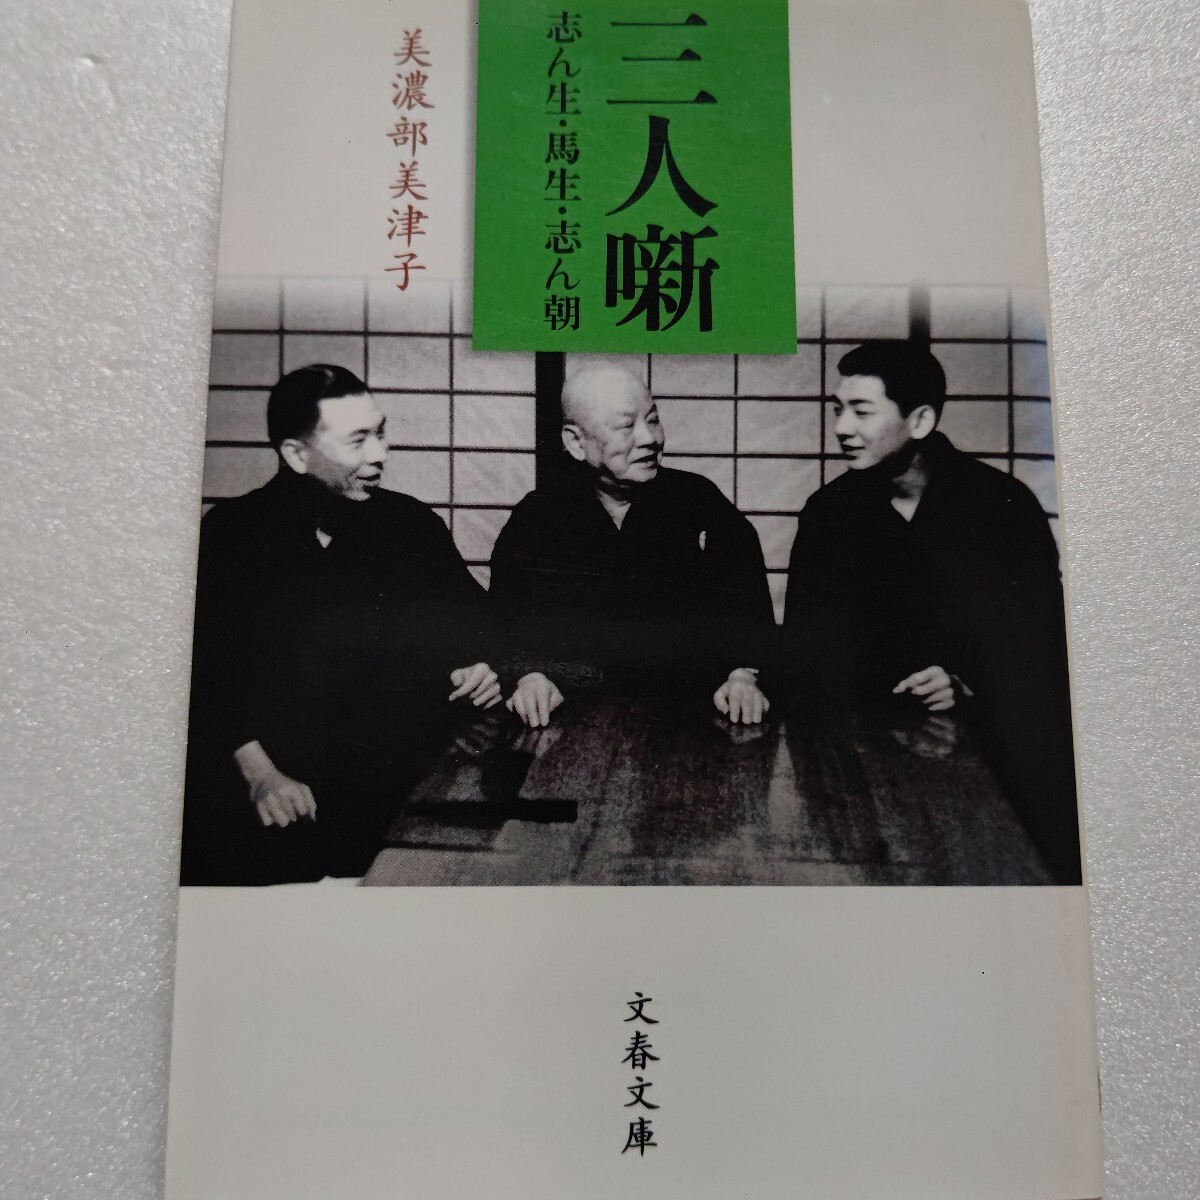 三人噺
志ん生・馬生・志ん朝
美濃部美津子
文春文庫